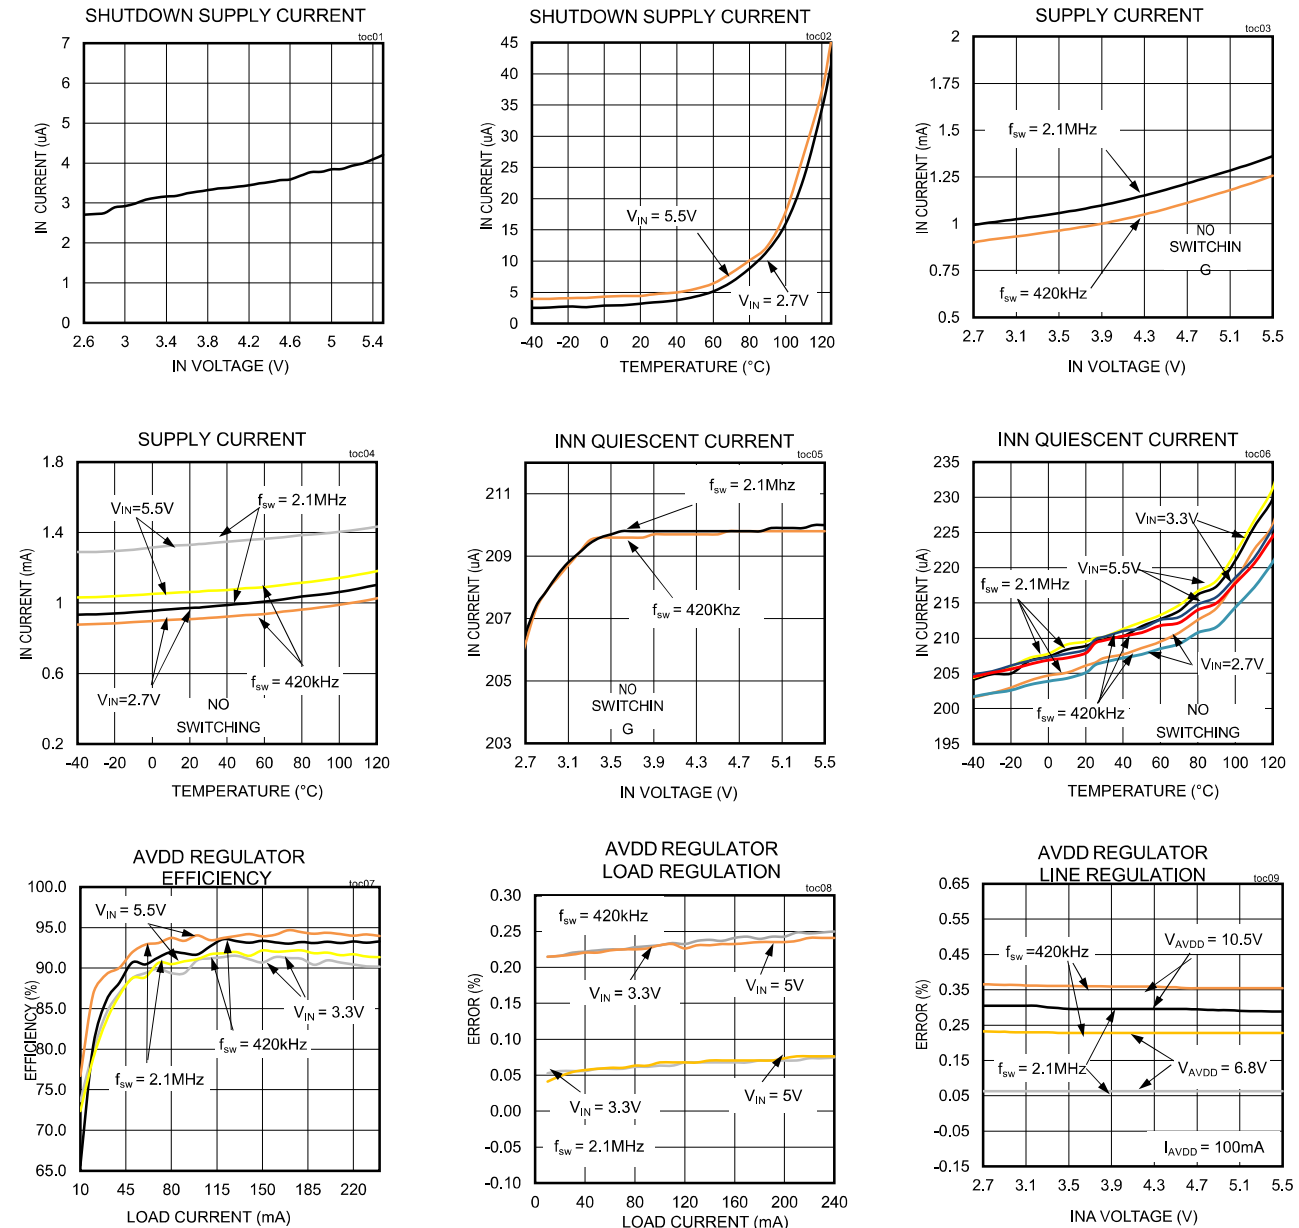 SHUTDOWN SUPPLY CURRENT
toc01
IN CURRENT (uA)
7
6
5
4
3
2
1
0
2.6 3 3.4 3.8 4.2 4.6 5 5.4
IN VOLTAGE (V)
SHUTDOWN SUPPLY CURRENT
toc02
IN CURRENT (uA)
45
40
35
30
25
20
15
10
5
0
VIN = 5.5V
VIN = 2.7V
-40 -20 0 20 40 60 80 100 120
TEMPERATURE (°C)
SUPPLY CURRENT
toc03
IN CURRENT (mA)
2
1.75
1.5
1.25
1
0.75
0.5
fsw = 2.1MHz
NO
SWITCHIN
G
fsw = 420kHz
2.7 3.1 3.5 3.9 4.3 4.7 5.1 5.5
IN VOLTAGE (V)
SUPPLY CURRENT
toc04
IN CURRENT (mA)
1.8
1.4
1
0.6
0.2
VIN=5.5V
fsw = 2.1MHz
VIN=2.7V
fsw = 420kHz
NO
SWITCHING
-40 -20 0 20 40 60 80 100 120
TEMPERATURE (°C)
INN QUIESCENT CURRENT
toc05
IN CURRENT (uA)
211
209
207
205
203
fsw = 2.1Mhz
fsw = 420Khz
NO
SWITCHIN
G
2.7 3.1 3.5 3.9 4.3 4.7 5.1 5.5
IN VOLTAGE (V)
INN QUIESCENT CURRENT
toc06
IN CURRENT (uA)
235
230
225
220
215
210
205
200
195
VIN=3.3V
VIN=5.5V
fsw = 2.1MHz
VIN=2.7V
fsw = 420kHz
NO
SWITCHING
-40 -20 0 20 40 60 80 100 120
TEMPERATURE (°C)
AVDD REGULATOR
EFFICIENCY
toc07
EFFICIENCY (%)
100.0
95.0
90.0
85.0
80.0
75.0
70.0
65.0
VIN = 5.5V
VIN = 3.3V
fsw = 420kHz
fsw = 2.1MHz
10 45 80 115 150 185 220
LOAD CURRENT (mA)
AVDD REGULATOR
LOAD REGULATION
toc08
ERROR (%)
0.30
0.25
0.20
0.15
0.10
0.05
0.00
-0.05
-0.10
fsw = 420kHz
VIN = 3.3V
VIN = 5V
VIN = 3.3V
VIN = 5V
fsw = 2.1MHz
0 40 80 120 160 200 240
LOAD CURRENT (mA)
AVDD REGULATOR
LINE REGULATION
toc09
ERROR (%)
0.65
0.55
0.45
0.35
0.25
0.15
0.05
-0.05
-0.15
VAVDD = 10.5V
fsw =420kHz
fsw = 2.1MHz
VAVDD = 6.8V
IAVDD = 100mA
2.7 3.1 3.5 3.9 4.3 4.7 5.1 5.5
INA VOLTAGE (V)